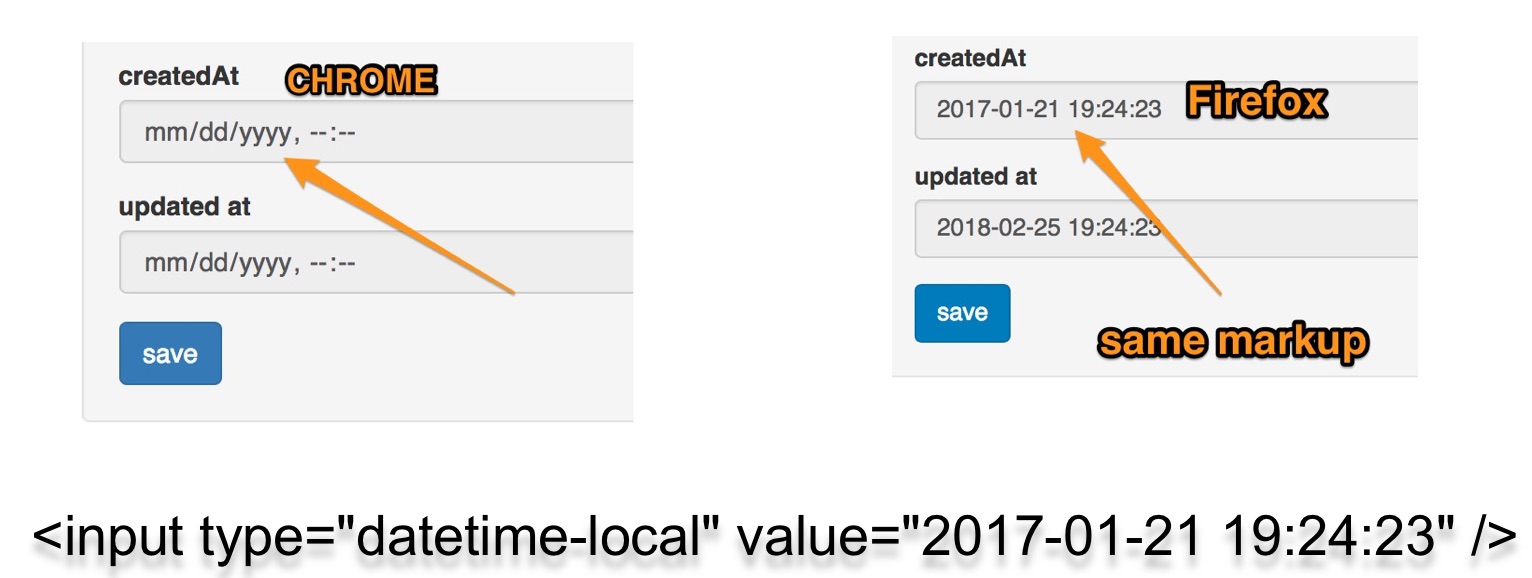 createdAt
CHROME
mm/dd/yyyy, --:--
updated at
mm/dd/yyyy, --:--
save
createdAt
2017-01-21 19:24:23
Firefox
updated at
2018-02-25 19:24:23
save
same markup
<input type="datetime-local" value="2017-01-21 19:24:23" />